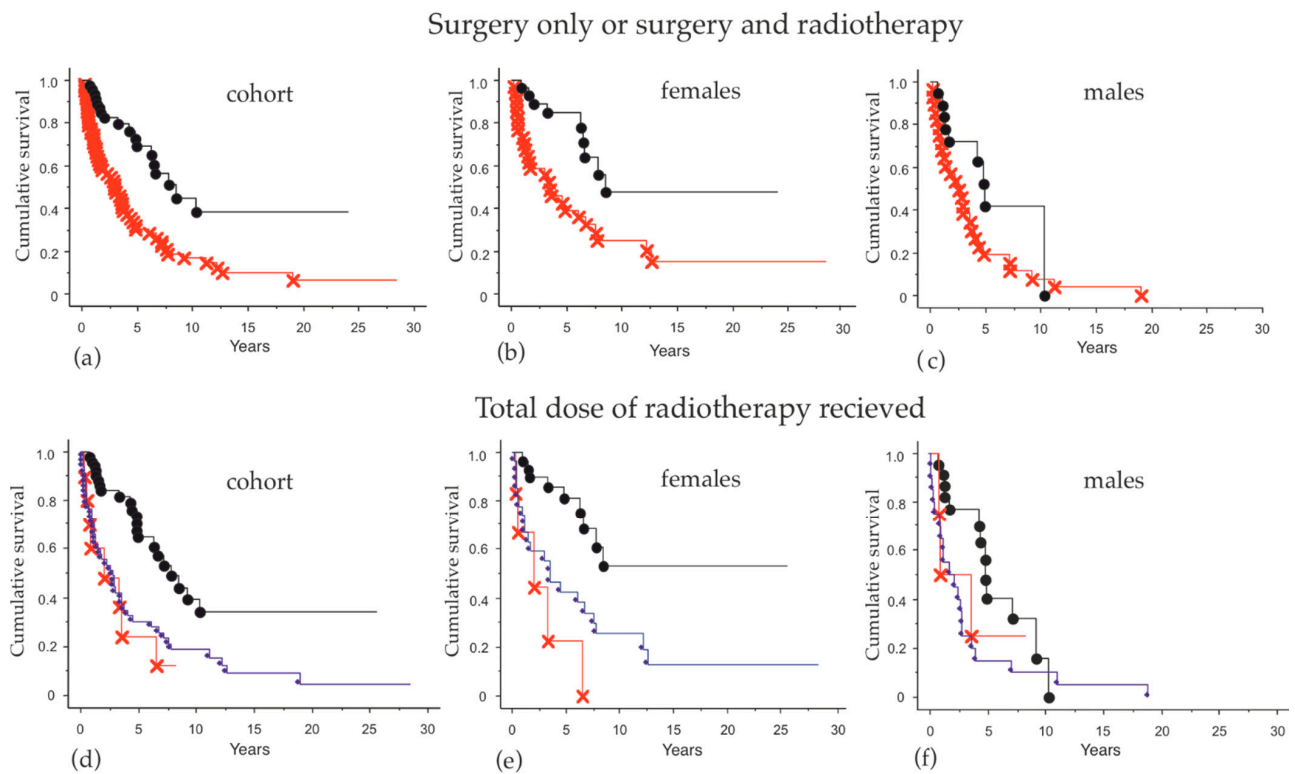 Surgery only or surgery and radiotherapy
cohort
females
males
Cumulative survival
1.0
0.8
0.6
0.4
0.2
0
0 5 10 15 20 25 30
Years
(a)
Cumulative survival
1.0
0.8
0.6
0.4
0.2
0
0 5 10 15 20 25 30
Years
(b)
Cumulative survival
1.0
0.8
0.6
0.4
0.2
0
0 5 10 15 20 25 30
Years
(c)
Total dose of radiotherapy recieved
cohort
females
males
Cumulative survival
1.0
0.8
0.6
0.4
0.2
0
0 5 10 15 20 25 30
Years
(d)
Cumulative survival
1.0
0.8
0.6
0.4
0.2
0
0 5 10 15 20 25 30
Years
(e)
Cumulative survival
1.0
0.8
0.6
0.4
0.2
0
0 5 10 15 20 25 30
Years
(f)